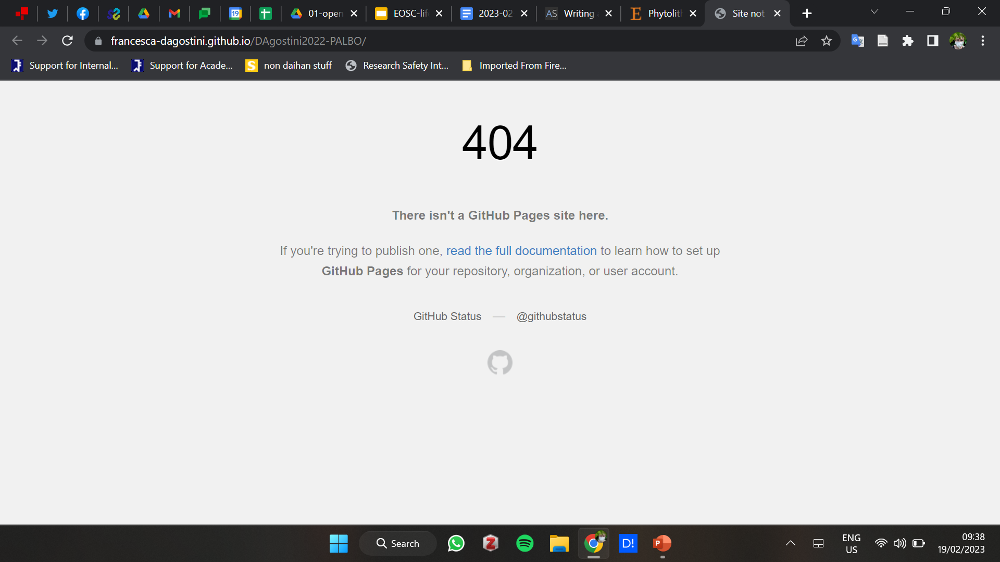 19
01-open
EOSC-lif
2023-02
AS
Writing
E
Phytolith
Site not
francesca-dagostini.github.io/DAgostini2022-PALBO/
Support for Internal...
Support for Acade...
S
non daihan stuff
Research Safety Int...
Imported From Fire...
404
There isn't a GitHub Pages site here.
If you're trying to publish one, read the full documentation to learn how to set up
GitHub Pages for your repository, organization, or user account.
GitHub Status — @githubstatus
Search
Z
D!
P
ENG
US
09:38
19/02/2023